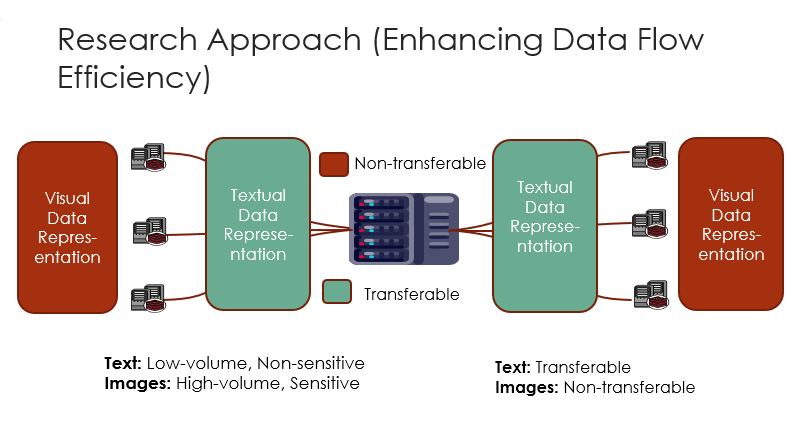 Research Approach (Enhancing Data Flow
Efficiency)
Visual
Data
Repres-
entation
Textual
Data
Represe-
ntation
Non-transferable
Transferable
Textual
Data
Represe-
ntation
Visual
Data
Repres-
entation
Text: Low-volume, Non-sensitive
Images: High-volume, Sensitive
Text: Transferable
Images: Non-transferable